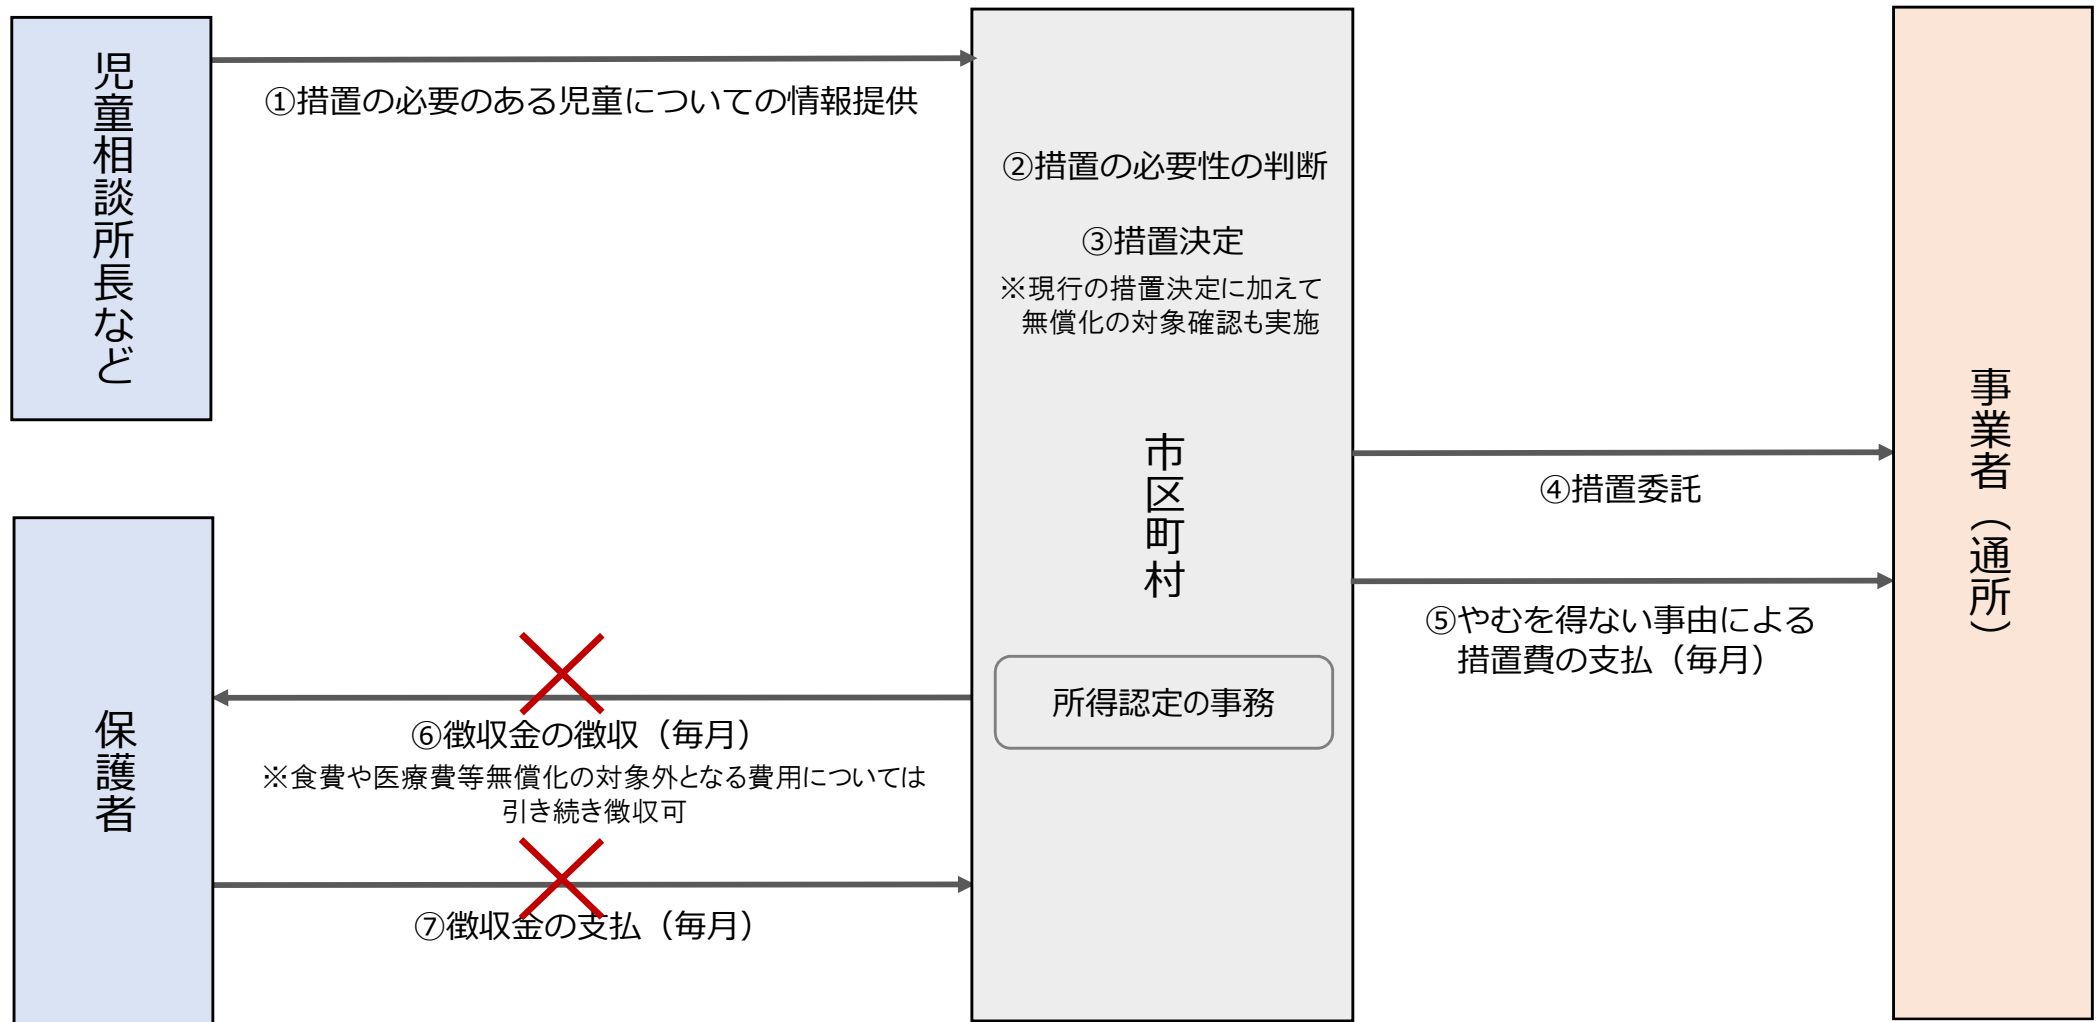 児童相談所長など
①措置の必要のある児童についての情報提供
②措置の必要性の判断
③措置決定
※現行の措置決定に加えて
無償化の対象確認も実施
市区町村
④措置委託
⑤やむを得ない事由による
措置費の支払（毎月）
事業者（通所）
所得認定の事務
保護者
⑥徴収金の徴収（毎月）
※食費や医療費等無償化の対象外となる費用については
引き続き徴収可
⑦徴収金の支払（毎月）